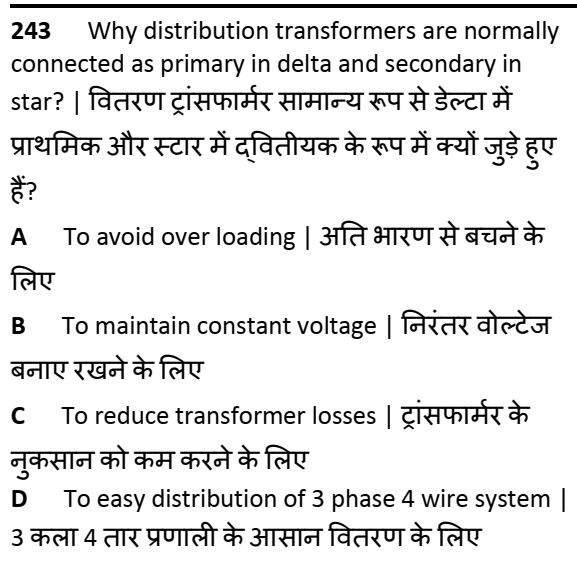 243 Why distribution transformers are normally
connected as primary in delta and secondary in
star? | वितरण ट्रांसफार्मर सामान्य रूप से डेल्टा में
प्राथमिक और स्टार में द्वितीयक के रूप में क्यों जुड़े हुए
हैं?
A To avoid over loading | अति भारण से बचने के
लिए
B To maintain constant voltage | निरंतर वोल्टेज
बनाए रखने के लिए
C To reduce transformer losses | ट्रांसफार्मर के
नुकसान को कम करने के लिए
D To easy distribution of 3 phase 4 wire system |
3 कला 4 तार प्रणाली के आसान वितरण के लिए